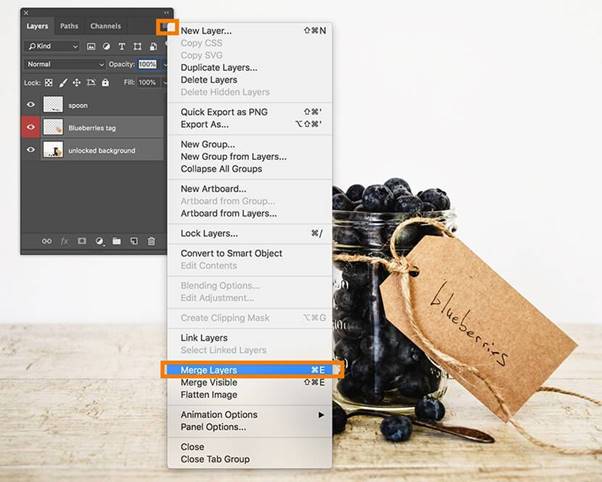 Layers Paths Channels
Kind
Normal Opacity: 100%
Lock: Fill: 100%
spoon
Blueberries tag
unlocked background
fx
New Layer... ⇧⌘N
Copy CSS
Copy SVG
Duplicate Layers...
Delete Layers
Delete Hidden Layers
Quick Export as PNG ⇧⌘'
Export As... ⌥⇧⌘'
New Group...
New Group from Layers...
Collapse All Groups
New Artboard...
Artboard from Group...
Artboard from Layers...
Lock Layers... ⌘/
Convert to Smart Object
Edit Contents
Blending Options...
Edit Adjustment...
Create Clipping Mask ⌥⌘G
Link Layers
Select Linked Layers
Merge Layers ⌘E
Merge Visible ⇧⌘E
Flatten Image
Animation Options
Panel Options...
Close
Close Tab Group
blueberries